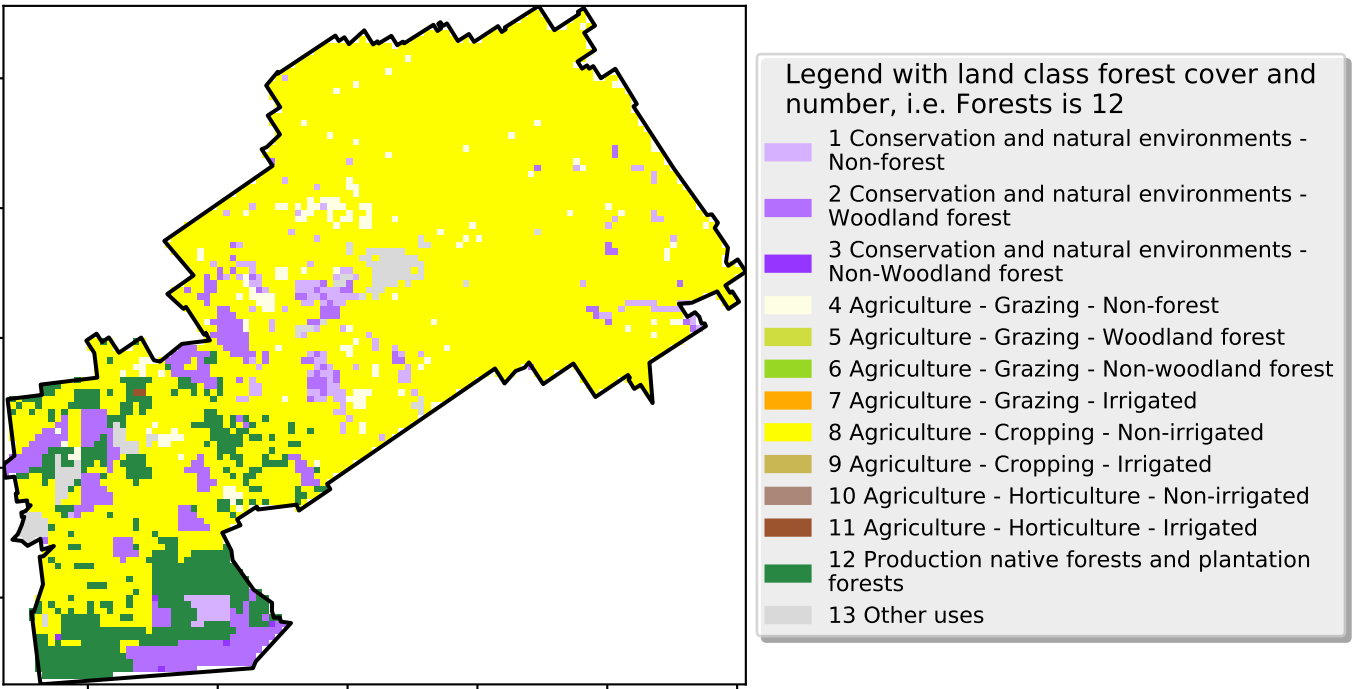 Legend with land class forest cover and
number, i.e. Forests is 12
1 Conservation and natural environments -
Non-forest
2 Conservation and natural environments -
Woodland forest
3 Conservation and natural environments -
Non-Woodland forest
4 Agriculture - Grazing - Non-forest
5 Agriculture - Grazing - Woodland forest
6 Agriculture - Grazing - Non-woodland forest
7 Agriculture - Grazing - Irrigated
8 Agriculture - Cropping - Non-irrigated
9 Agriculture - Cropping - Irrigated
10 Agriculture - Horticulture - Non-irrigated
11 Agriculture - Horticulture - Irrigated
12 Production native forests and plantation
forests
13 Other uses